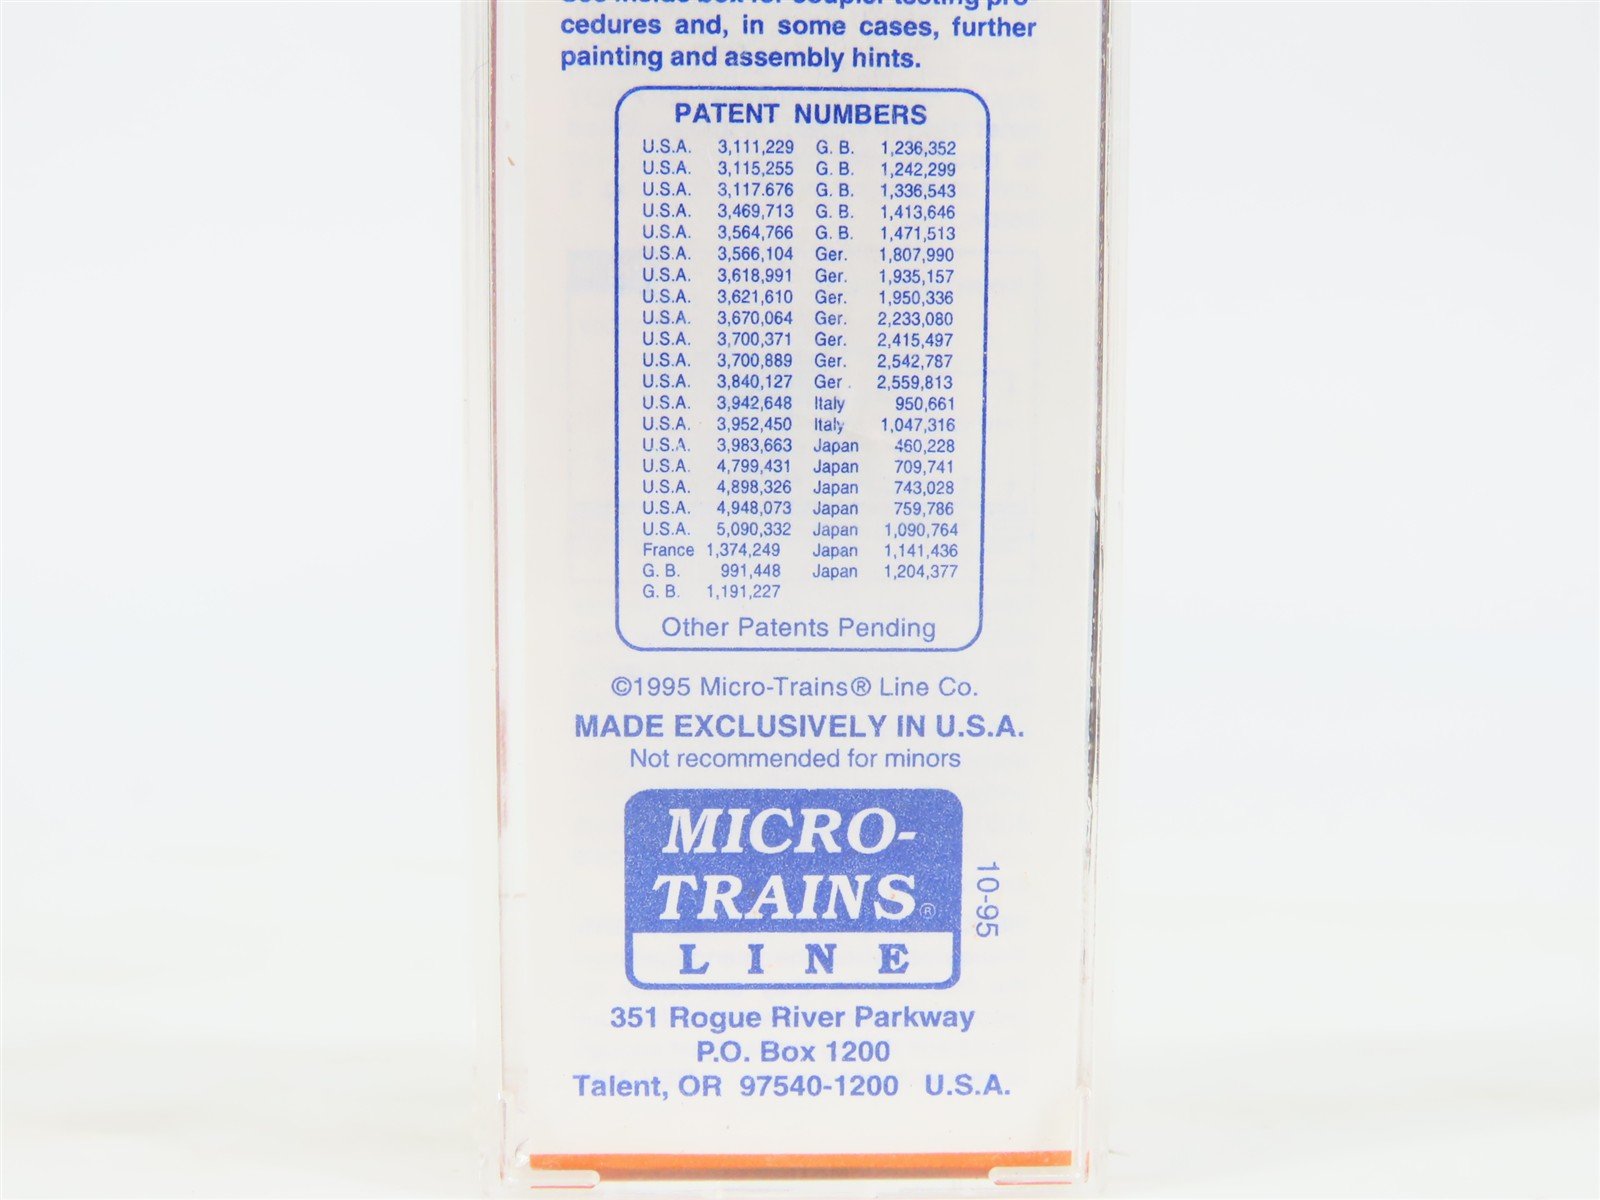 See inside box for coupler testing pro-
cedures and, in some cases, further
painting and assembly hints.
PATENT NUMBERS
U.S.A. 3,111,229 G. B. 1,236,352
U.S.A. 3,115,255 G. B. 1,242,299
U.S.A. 3,117.676 G. B. 1,336,543
U.S.A. 3,469,713 G. B. 1,413,646
U.S.A. 3,564,766 G. B. 1,471,513
U.S.A. 3,566,104 Ger. 1,807,990
U.S.A. 3,618,991 Ger. 1,935,157
U.S.A. 3,621,610 Ger. 1,950,336
U.S.A. 3,670,064 Ger. 2,233,080
U.S.A. 3,700,371 Ger. 2,415,497
U.S.A. 3,700,889 Ger. 2,542,787
U.S.A. 3,840,127 Ger . 2,559,813
U.S.A. 3,942,648 Italy 950,661
U.S.A. 3,952,450 Italy 1,047,316
U.S.A. 3,983,663 Japan 460,228
U.S.A. 4,799,431 Japan 709,741
U.S.A. 4,898,326 Japan 743,028
U.S.A. 4,948,073 Japan 759,786
U.S.A. 5,090,332 Japan 1,090,764
France 1,374,249 Japan 1,141,436
G. B. 991,448 Japan 1,204,377
G. B. 1,191,227
Other Patents Pending
©1995 Micro-Trains® Line Co.
MADE EXCLUSIVELY IN U.S.A.
Not recommended for minors
MICRO-
TRAINS®
LINE
10-95
351 Rogue River Parkway
P.O. Box 1200
Talent, OR 97540-1200 U.S.A.